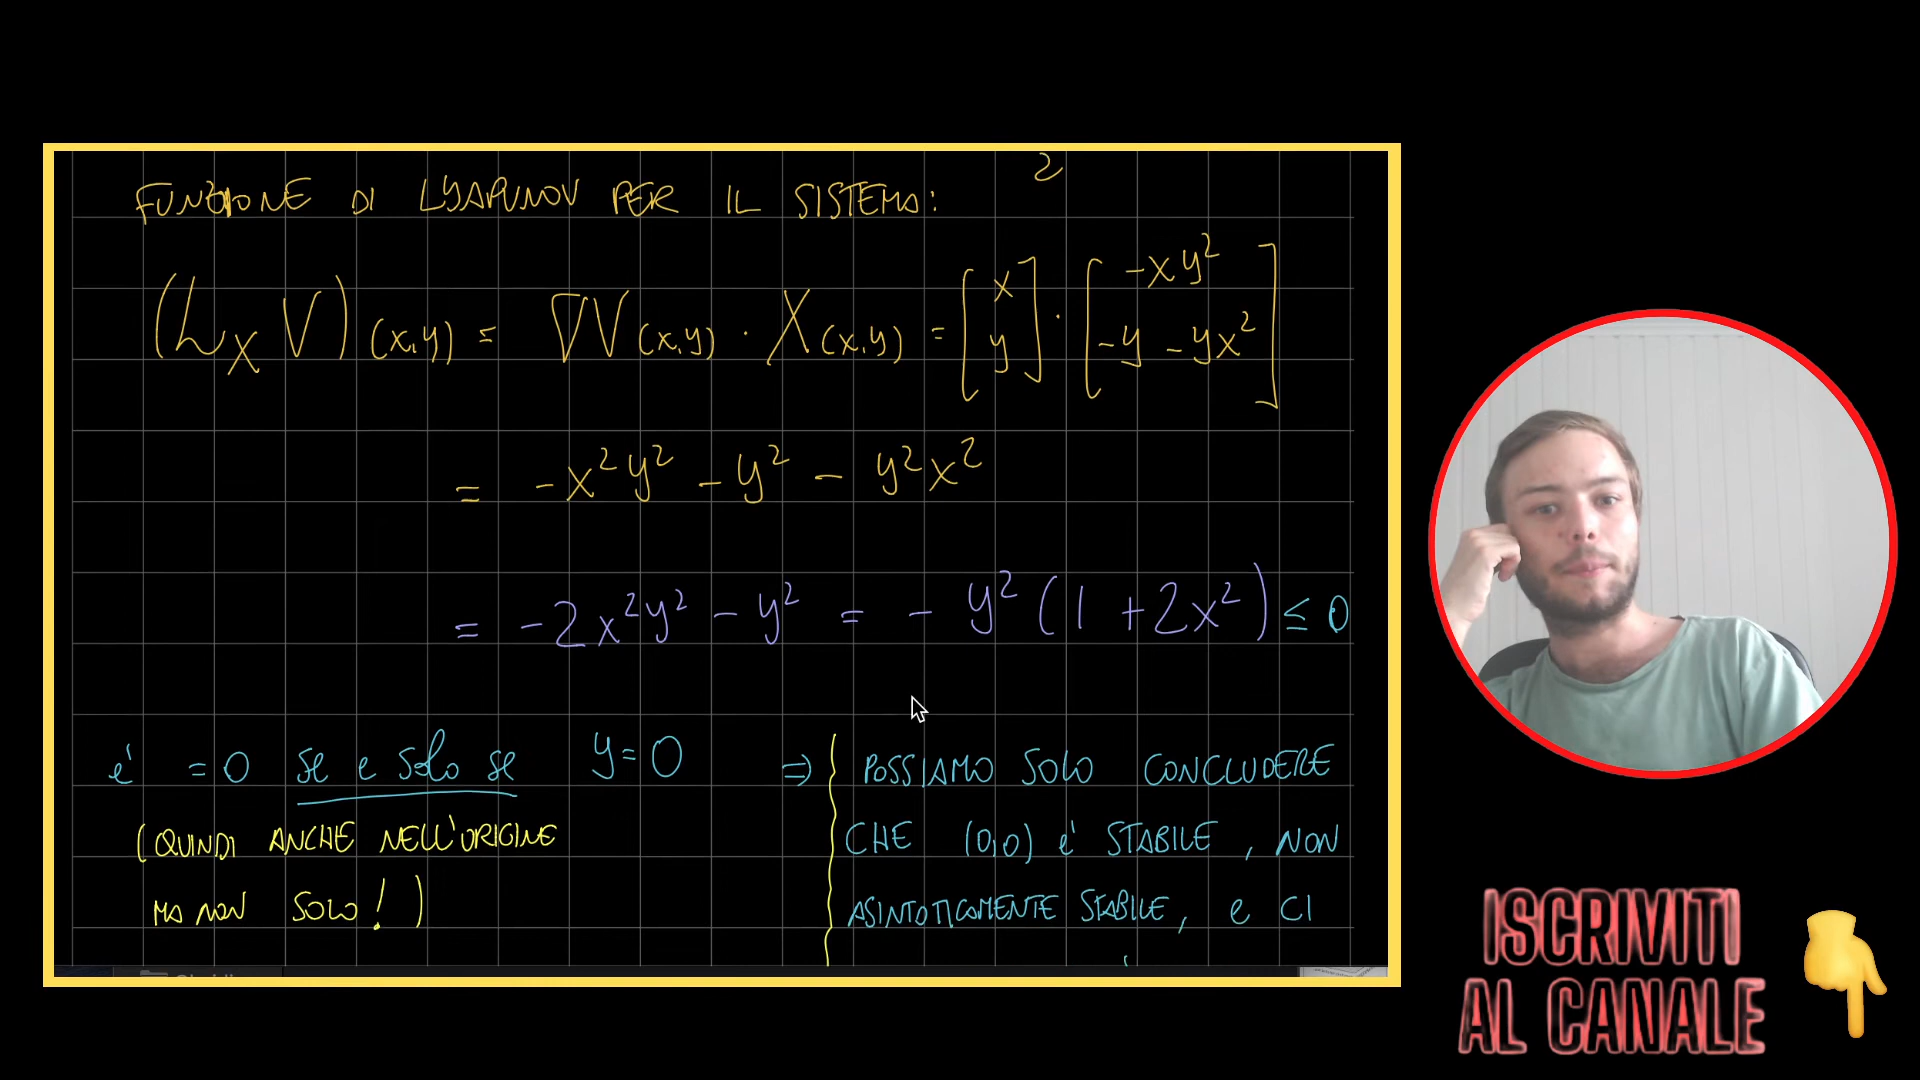 2
FUNZIONE DI LYAPUNOV PER IL SISTEMA:
(L_X V)(x,y) = ∇V(x,y) · X(x,y) = [x y] · [-xy² -y - yx²]
= -x²y² - y² - y²x²
= -2x²y² - y² = - y² (1 + 2x²) ≤ 0
è = 0 se e solo se y = 0
(QUINDI ANCHE NELL'ORIGINE
MA NON SOLO!)
⇒ POSSIAMO SOLO CONCLUDERE
CHE (0,0) è STABILE, NON
ASINTOTICAMENTE STABILE, e CI
ISCRIVITI
AL CANALE